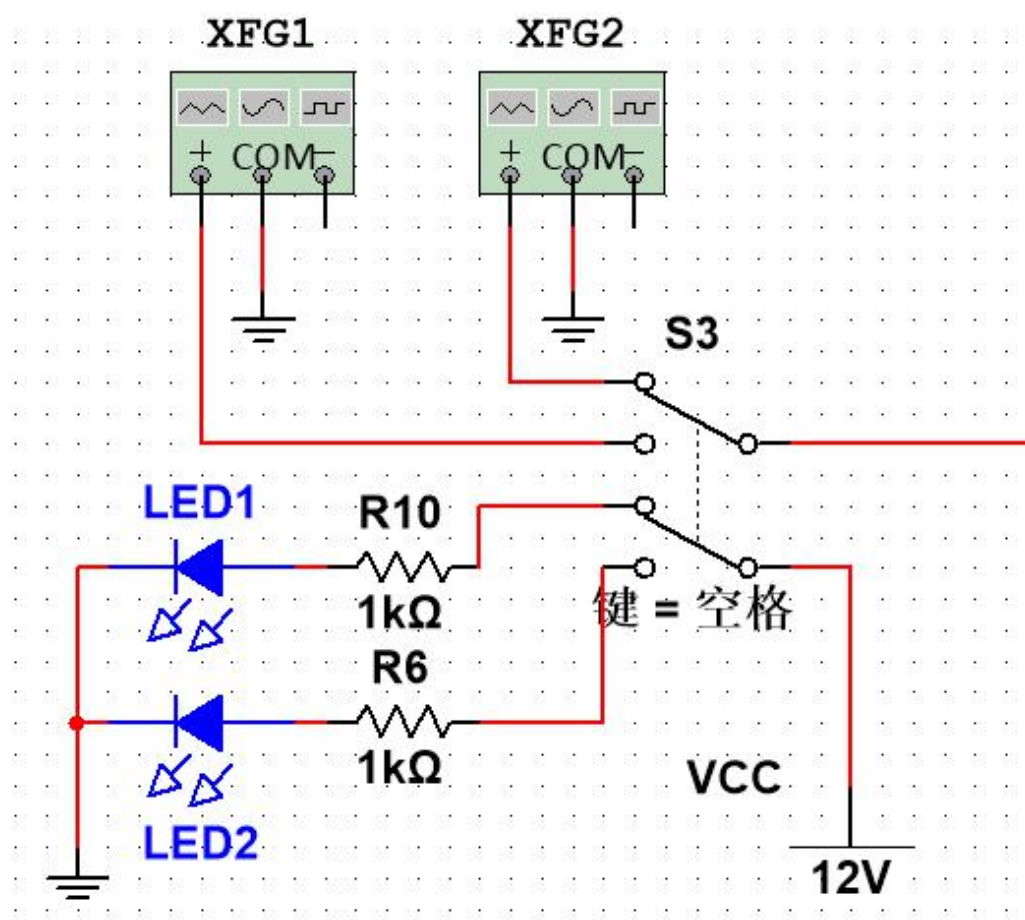 XFG1
XFG2
+ COM −
+ COM −
S3
LED1
R10
1kΩ
键 = 空格
R6
1kΩ
LED2
VCC
12V